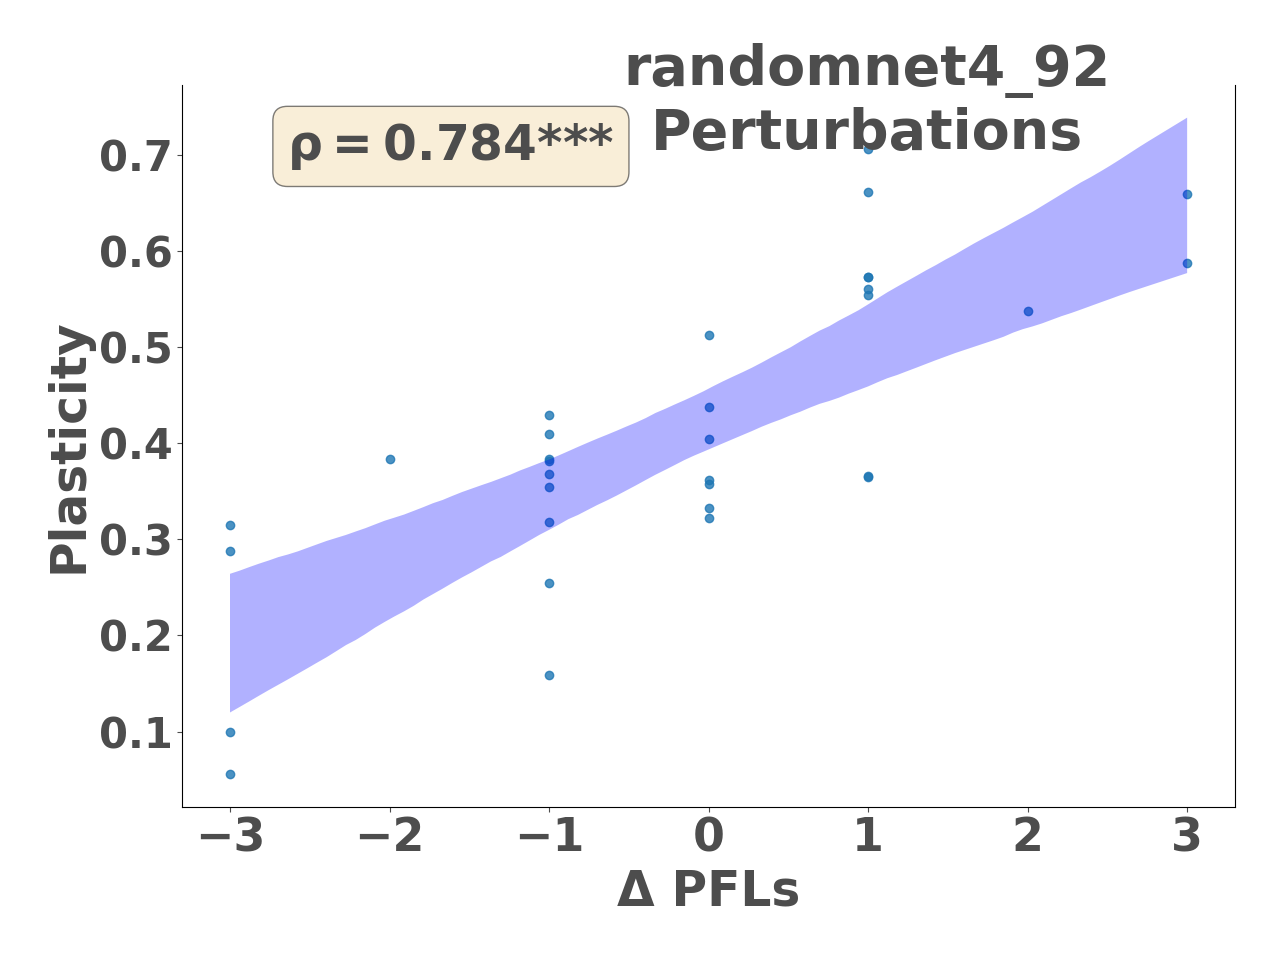 randomnet4_92
Perturbations
ρ = 0.784***
0.7
0.6
0.5
0.4
0.3
0.2
0.1
Plasticity
−3 −2 −1 0 1 2 3
Δ PFLs